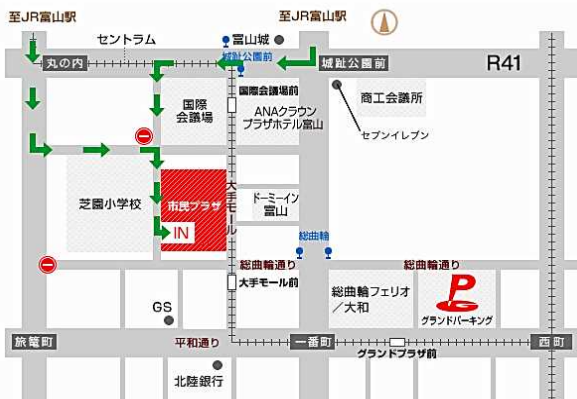 至JR富山駅
至JR富山駅
セントラム
富山城
城址公園前
丸の内
城址公園前
R41
国際会議場前
国際
会議場
ANAクラウン
プラザホテル富山
商工会議所
セブンイレブン
芝園小学校
市民プラザ
IN
大手モール
ドーミーイン
富山
総曲輪
総曲輪通り
総曲輪通り
大手モール前
総曲輪フェリオ
/大和
P
グランドパーキング
GS
旅篭町
平和通り
一番町
グランドプラザ前
西町
北陸銀行